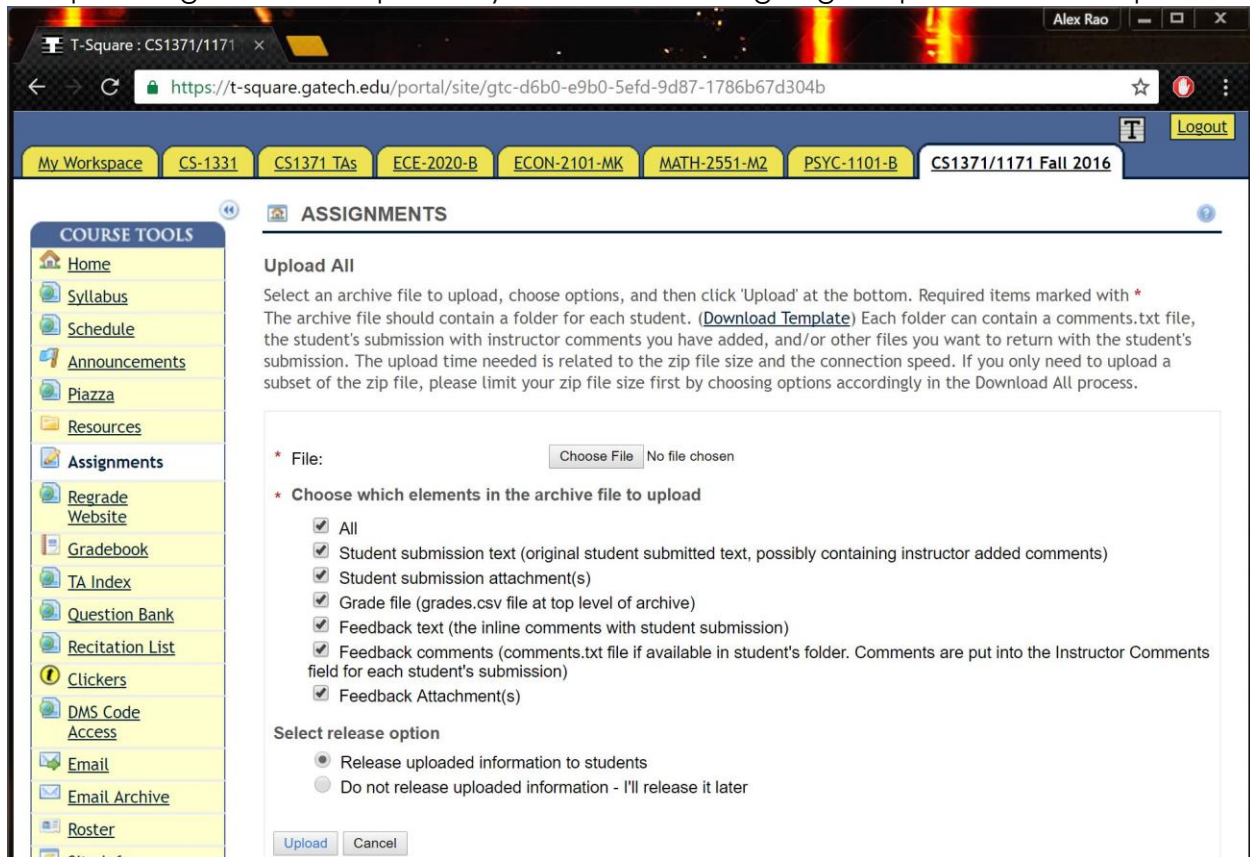 Alex Rao
T-Square : CS1371/1171
https://t-square.gatech.edu/portal/site/gtc-d6b0-e9b0-5efd-9d87-1786b67d304b
T
Logout
My Workspace CS-1331 CS1371 TAs ECE-2020-B ECON-2101-MK MATH-2551-M2 PSYC-1101-B CS1371/1171 Fall 2016
COURSE TOOLS
Home
Syllabus
Schedule
Announcements
Piazza
Resources
Assignments
Regrade
Website
Gradebook
TA Index
Question Bank
Recitation List
Clickers
DMS Code
Access
Email
Email Archive
Roster
ASSIGNMENTS
Upload All
Select an archive file to upload, choose options, and then click 'Upload' at the bottom. Required items marked with *
The archive file should contain a folder for each student. (Download Template) Each folder can contain a comments.txt file,
the student's submission with instructor comments you have added, and/or other files you want to return with the student's
submission. The upload time needed is related to the zip file size and the connection speed. If you only need to upload a
subset of the zip file, please limit your zip file size first by choosing options accordingly in the Download All process.
* File: Choose File No file chosen
* Choose which elements in the archive file to upload
All
Student submission text (original student submitted text, possibly containing instructor added comments)
Student submission attachment(s)
Grade file (grades.csv file at top level of archive)
Feedback text (the inline comments with student submission)
Feedback comments (comments.txt file if available in student's folder. Comments are put into the Instructor Comments
field for each student's submission)
Feedback Attachment(s)
Select release option
Release uploaded information to students
Do not release uploaded information - I'll release it later
Upload Cancel